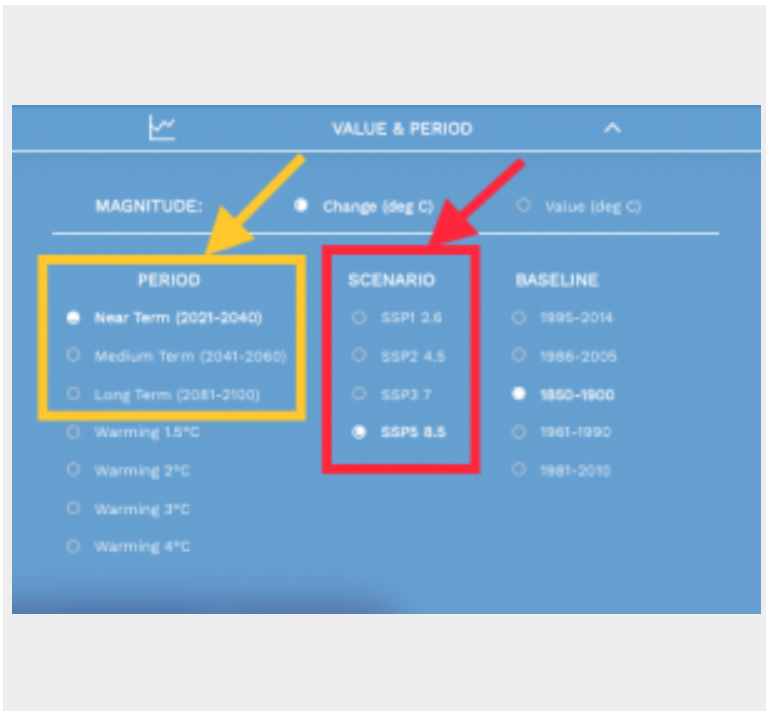 VALUE & PERIOD
MAGNITUDE: Change (deg C) Value (deg C)
PERIOD SCENARIO BASELINE
Near Term (2021-2040) SSP1 2.6 1995-2014
Medium Term (2041-2060) SSP2 4.5 1986-2005
Long Term (2081-2100) SSP3 7 1850-1900
Warming 1.5°C SSP5 8.5 1961-1990
Warming 2°C 1981-2010
Warming 3°C
Warming 4°C